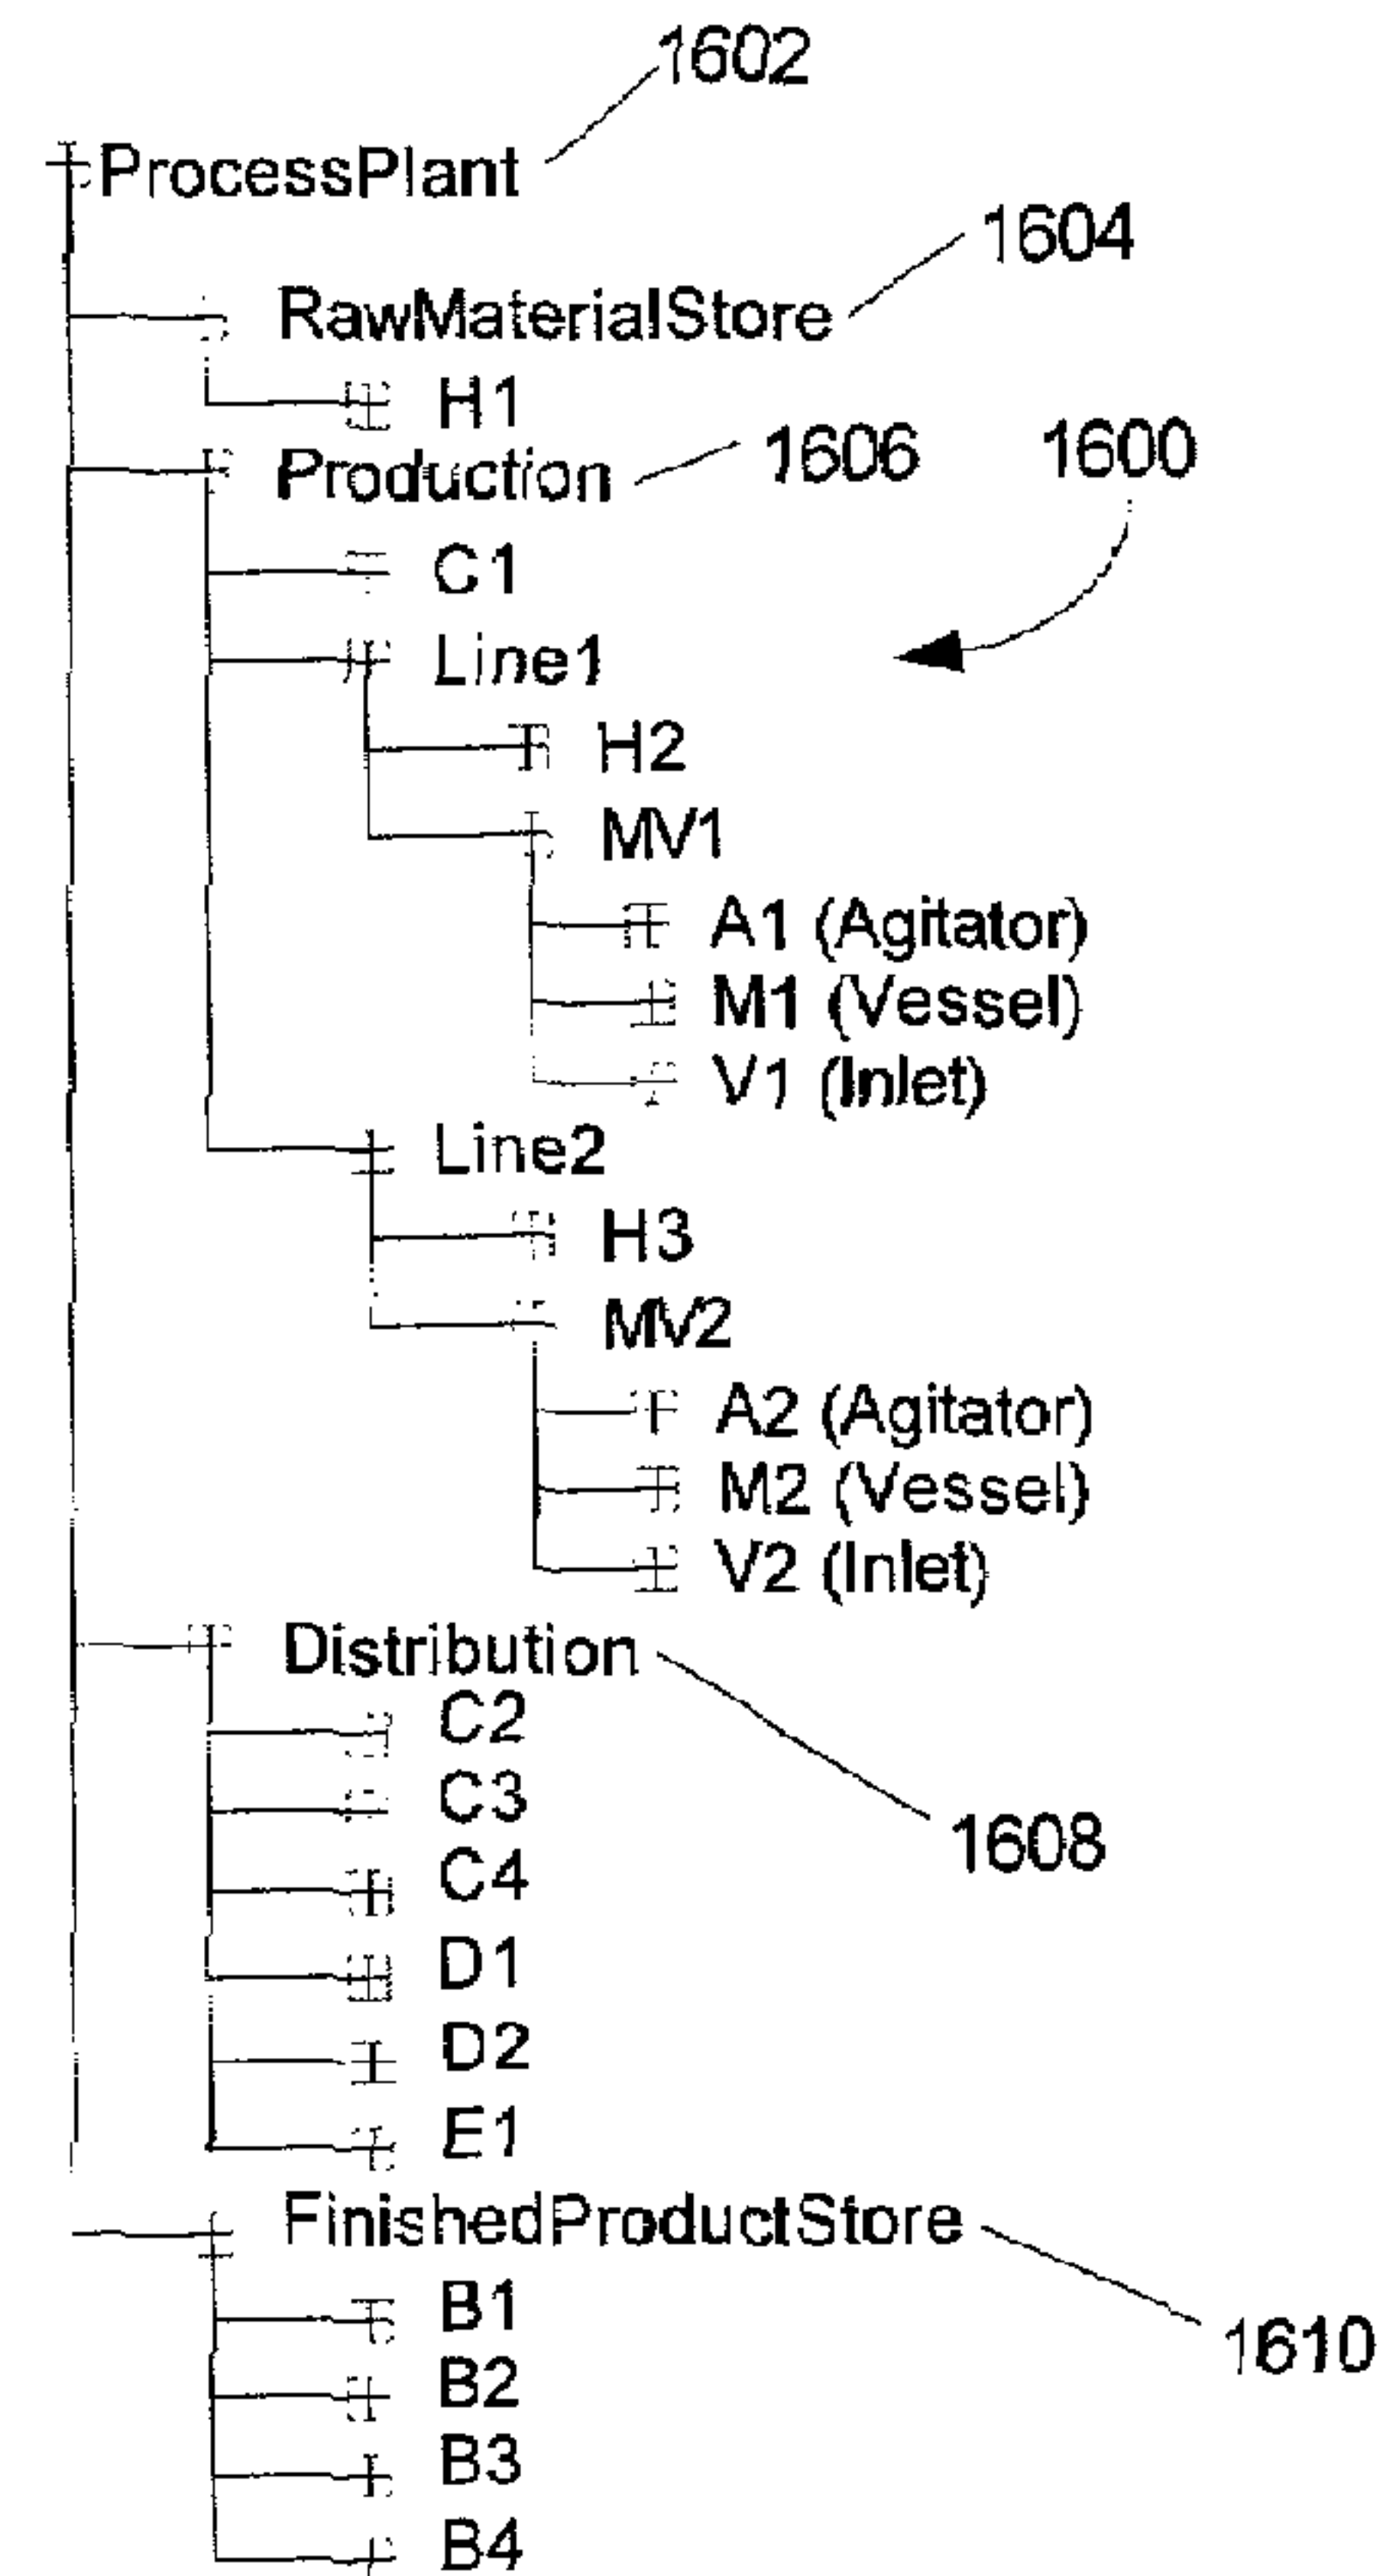 1602
ProcessPlant
1604
RawMaterialStore
H1
Production 1606 1600
C1
Line1
H2
MV1
A1 (Agitator)
M1 (Vessel)
V1 (Inlet)
Line2
H3
MV2
A2 (Agitator)
M2 (Vessel)
V2 (Inlet)
Distribution
C2
C3
1608
C4
D1
D2
E1
FinishedProductStore
B1
1610
B2
B3
B4